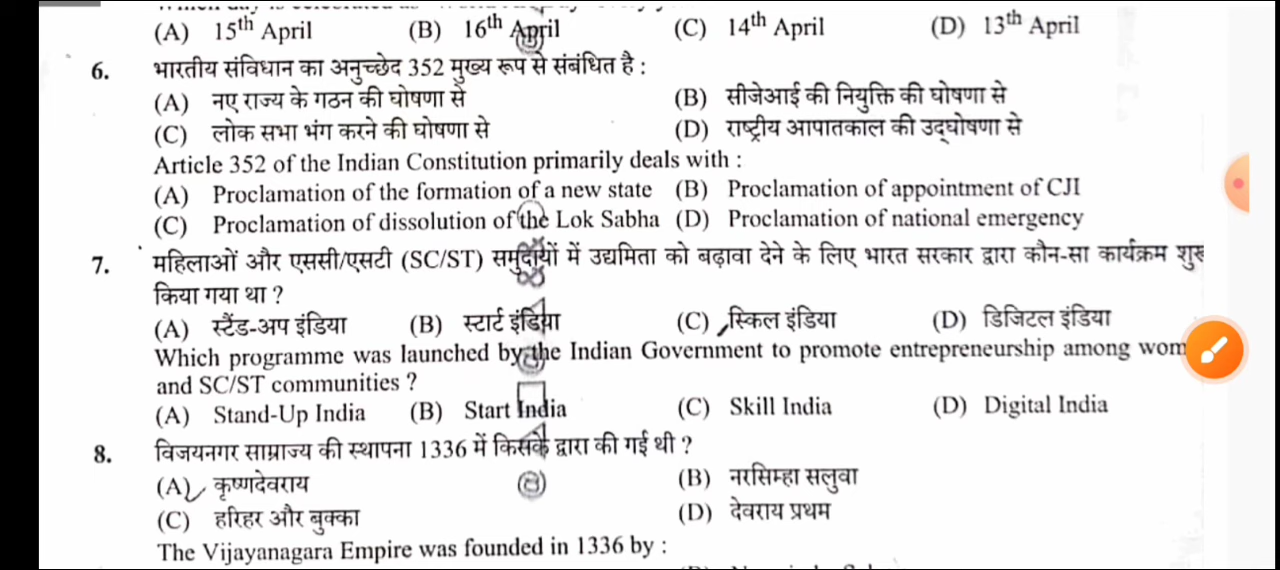 (A) 15th April (B) 16th April (C) 14th April (D) 13th April
6. भारतीय संविधान का अनुच्छेद 352 मुख्य रूप से संबंधित है :
(A) नए राज्य के गठन की घोषणा से (B) सीजेआई की नियुक्ति की घोषणा से
(C) लोक सभा भंग करने की घोषणा से (D) राष्ट्रीय आपातकाल की उद्घोषणा से
Article 352 of the Indian Constitution primarily deals with :
(A) Proclamation of the formation of a new state (B) Proclamation of appointment of CJI
(C) Proclamation of dissolution of the Lok Sabha (D) Proclamation of national emergency
7. महिलाओं और एससी/एसटी (SC/ST) समुदायों में उद्यमिता को बढ़ावा देने के लिए भारत सरकार द्वारा कौन-सा कार्यक्रम शुरू
किया गया था ?
(A) स्टैंड-अप इंडिया (B) स्टार्ट इंडिया (C) स्किल इंडिया (D) डिजिटल इंडिया
Which programme was launched by the Indian Government to promote entrepreneurship among wom
and SC/ST communities ?
(A) Stand-Up India (B) Start India (C) Skill India (D) Digital India
8. विजयनगर साम्राज्य की स्थापना 1336 में किसके द्वारा की गई थी ?
(A) कृष्णदेवराय (B) नरसिम्हा सलुवा
(C) हरिहर और बुक्का (D) देवराय प्रथम
The Vijayanagara Empire was founded in 1336 by :